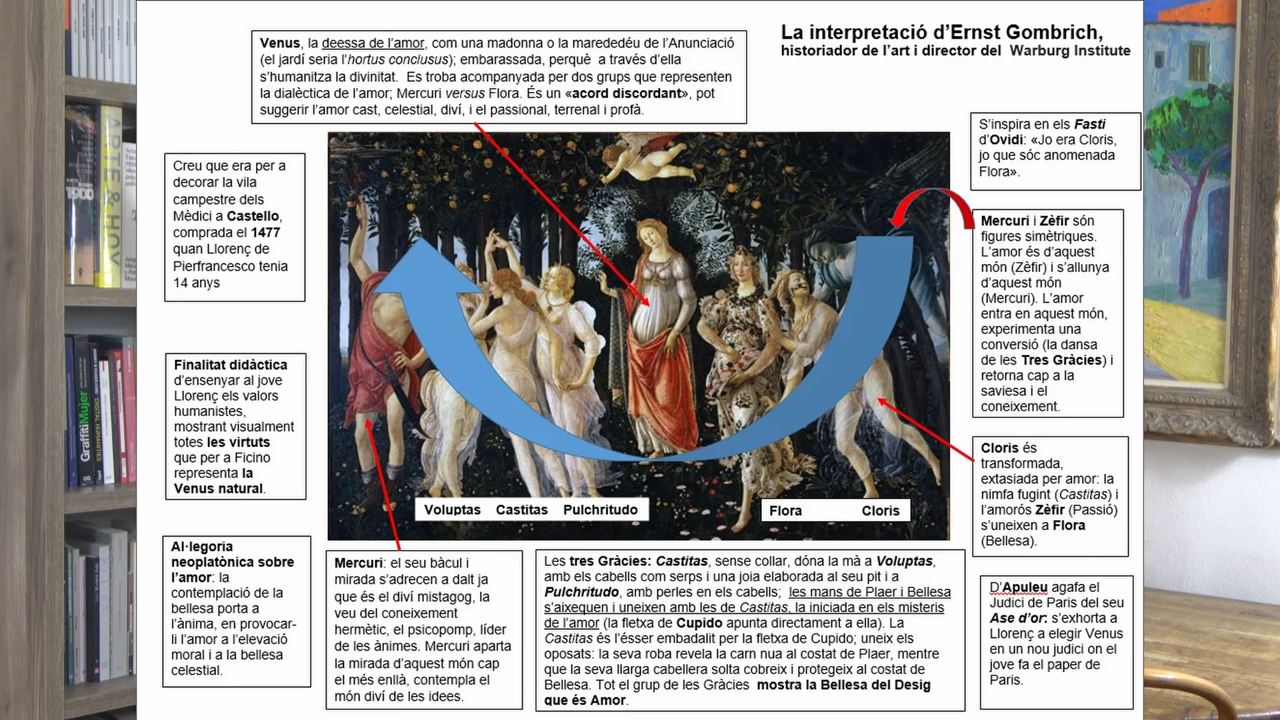 La interpretació d'Ernst Gombrich,
historiador de l'art i director del Warburg Institute
Venus, la deessa de l'amor, com una madonna o la marededéu de l'Anunciació
(el jardí seria l'hortus conclusus); embarassada, perquè a través d'ella
s'humanitza la divinitat. Es troba acompanyada per dos grups que representen
la dialèctica de l'amor; Mercuri versus Flora. És un «acord discordant», pot
suggerir l'amor cast, celestial, diví, i el passional, terrenal i profà.
S'inspira en els Fasti
d'Ovidi: «Jo era Cloris,
jo que sóc anomenada
Flora».
Creu que era per a
decorar la vila
campestre dels
Mèdici a Castello,
comprada el 1477
quan Llorenç de
Pierfrancesco tenia
14 anys
Mercuri i Zèfir són
figures simètriques.
L'amor és d'aquest
món (Zèfir) i s'allunya
d'aquest món
(Mercuri). L'amor
entra en aquest món,
experimenta una
conversió (la dansa
de les Tres Gràcies) i
retorna cap a la
saviesa i el
coneixement.
Finalitat didàctica
d'ensenyar al jove
Llorenç els valors
humanistes,
mostrant visualment
totes les virtuts
que per a Ficino
representa la
Venus natural.
Cloris és
transformada,
extasiada per amor: la
nimfa fugint (Castitas) i
l'amorós Zèfir (Passió)
s'uneixen a Flora
(Bellesa).
Voluptas Castitas Pulchritudo
Flora Cloris
Al·legoria
neoplatònica sobre
l'amor: la
contemplació de la
bellesa porta a
l'ànima, en provocar-
li l'amor a l'elevació
moral i a la bellesa
celestial.
Mercuri: el seu bàcul i
mirada s'adrecen a dalt ja
que és el diví mistagog, la
veu del coneixement
hermètic, el psicopomp, líder
de les ànimes. Mercuri aparta
la mirada d'aquest món cap
el més enllà, contempla el
món diví de les idees.
Les tres Gràcies: Castitas, sense collar, dóna la mà a Voluptas,
amb els cabells com serps i una joia elaborada al seu pit i a
Pulchritudo, amb perles en els cabells; les mans de Plaer i Bellesa
s'aixequen i uneixen amb les de Castitas, la iniciada en els misteris
de l'amor (la fletxa de Cupido apunta directament a ella). La
Castitas és l'ésser embadalit per la fletxa de Cupido; uneix els
oposats: la seva roba revela la carn nua al costat de Plaer, mentre
que la seva llarga cabellera solta cobreix i protegeix al costat de
Bellesa. Tot el grup de les Gràcies mostra la Bellesa del Desig
que és Amor.
D'Apuleu agafa el
Judici de Paris del seu
Ase d'or: s'exhorta a
Llorenç a elegir Venus
en un nou judici on el
jove fa el paper de
Paris.
ARTE & HOY
1900
GraffitiMujer
DIGITAL HUMANITIES